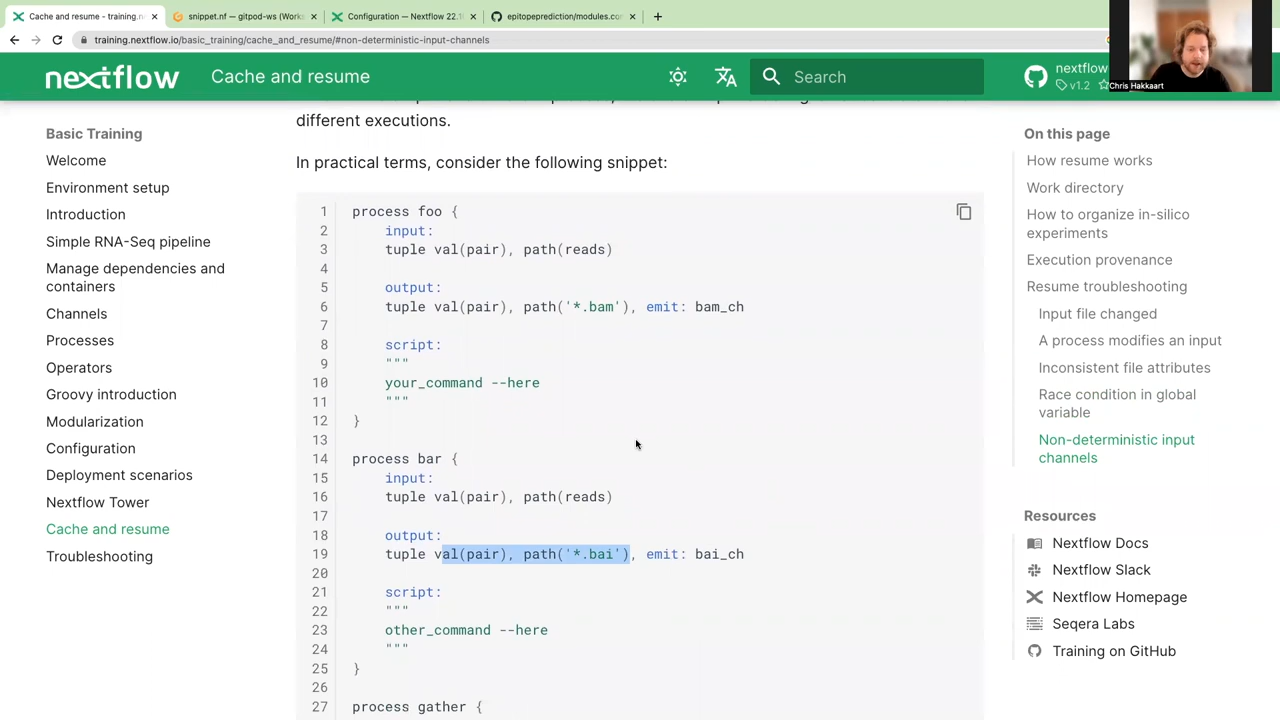 Cache and resume - training.n
snippet.nf — gitpod-ws (Works
Configuration — Nextflow 22.1
epitopeprediction/modules.co
training.nextflow.io/basic_training/cache_and_resume/#non-deterministic-input-channels
nextflow
Cache and resume
Search
nextflow
v1.2
Chris Hakkaart
different executions.
In practical terms, consider the following snippet:
Basic Training
Welcome
Environment setup
Introduction
Simple RNA-Seq pipeline
Manage dependencies and
containers
Channels
Processes
Operators
Groovy introduction
Modularization
Configuration
Deployment scenarios
Nextflow Tower
Cache and resume
Troubleshooting
1 process foo {
2 input:
3 tuple val(pair), path(reads)
4
5 output:
6 tuple val(pair), path('*.bam'), emit: bam_ch
7
8 script:
9 """
10 your_command --here
11 """
12 }
13
14 process bar {
15 input:
16 tuple val(pair), path(reads)
17
18 output:
19 tuple val(pair), path('*.bai'), emit: bai_ch
20
21 script:
22 """
23 other_command --here
24 """
25 }
26
27 process gather {
On this page
How resume works
Work directory
How to organize in-silico
experiments
Execution provenance
Resume troubleshooting
Input file changed
A process modifies an input
Inconsistent file attributes
Race condition in global
variable
Non-deterministic input
channels
Resources
Nextflow Docs
Nextflow Slack
Nextflow Homepage
Seqera Labs
Training on GitHub